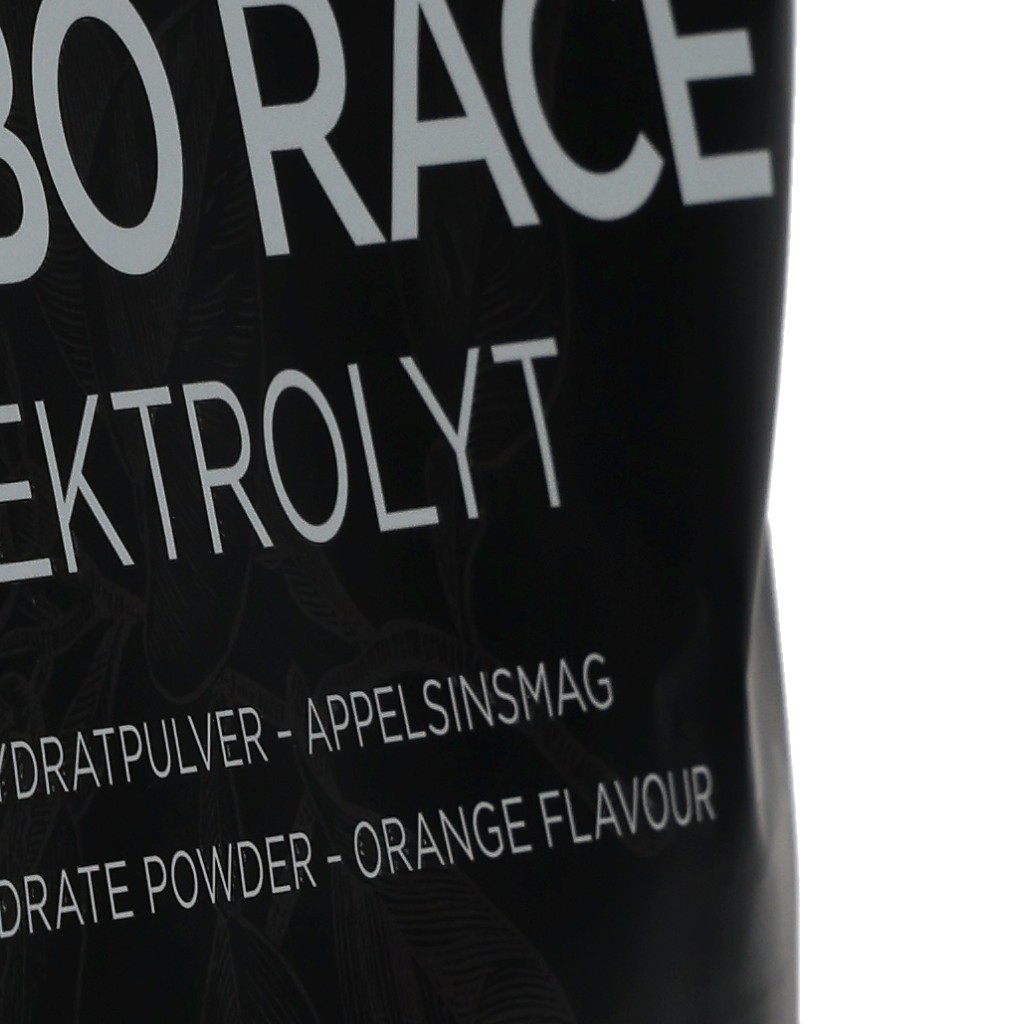 BO RACE
EKTROLYT
YDRATPULVER - APPELSINSMAG
DRATE POWDER - ORANGE FLAVOUR